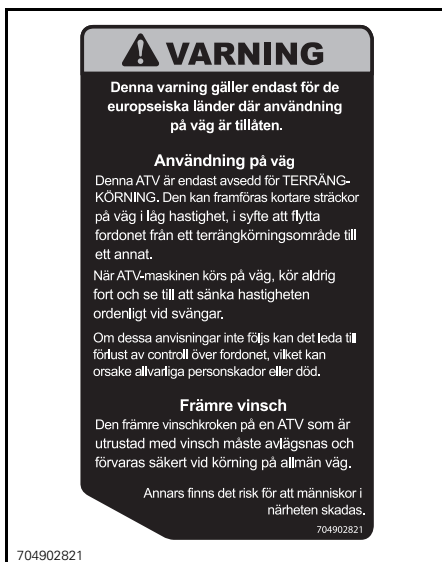 VARNING
Denna varning gäller endast för de
europseiska länder där användning
på väg är tillåten.
Användning på väg
Denna ATV är endast avsedd för TERRÄNG-
KÖRNING. Den kan framföras kortare sträckor
på väg i låg hastighet, i syfte att flytta
fordonet från ett terrängkörningsområde till
ett annat.
När ATV-maskinen körs på väg, kör aldrig
fort och se till att sänka hastigheten
ordenligt vid svängar.
Om dessa anvisningar inte följs kan det leda till
förlust av controll över fordonet, vilket kan
orsake allvarliga personskador eller död.
Främre vinsch
Den främre vinschkroken på en ATV som är
utrustad med vinsch måste avlägsnas och
förvaras säkert vid körning på allmän väg.
Annars finns det risk för att människor i
närheten skadas.
704902821
704902821